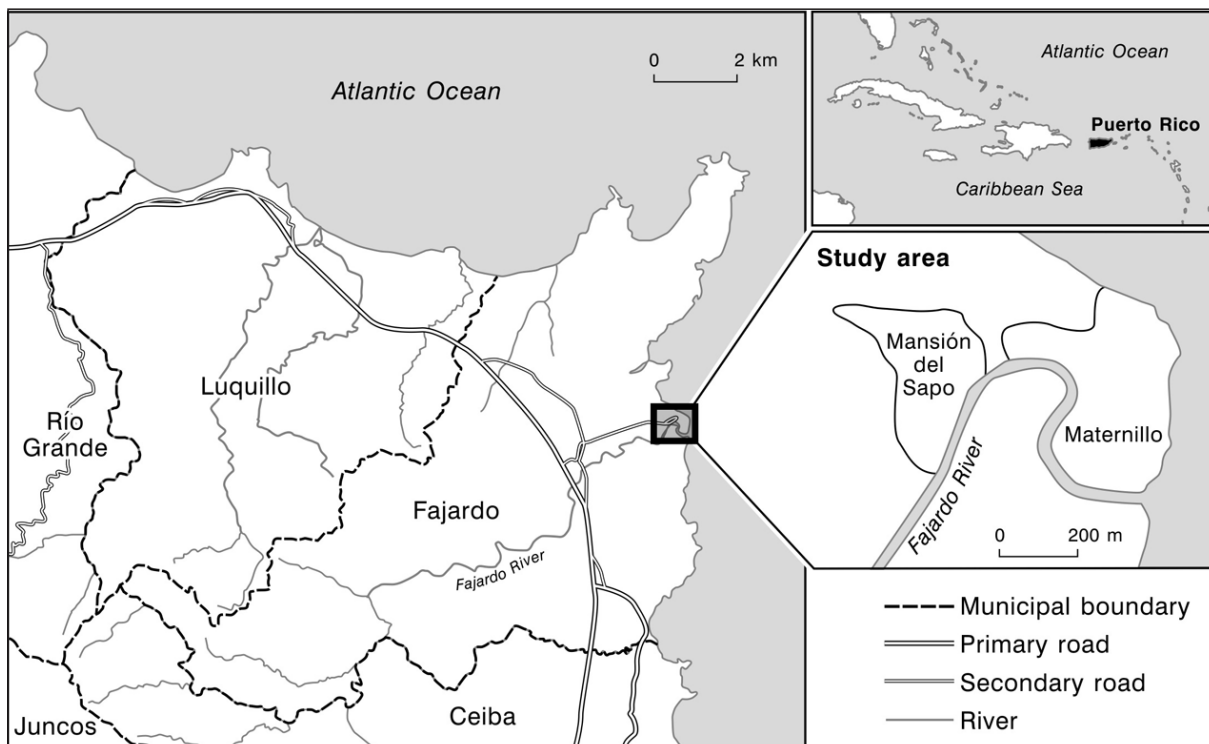 Atlantic Ocean
0 2 km
Luquillo
Río
Grande
Fajardo
Fajardo River
Juncos
Ceiba
Atlantic Ocean
Puerto Rico
Caribbean Sea
Study area
Mansión
del
Sapo
Maternillo
Fajardo River
0 200 m
Municipal boundary
Primary road
Secondary road
River